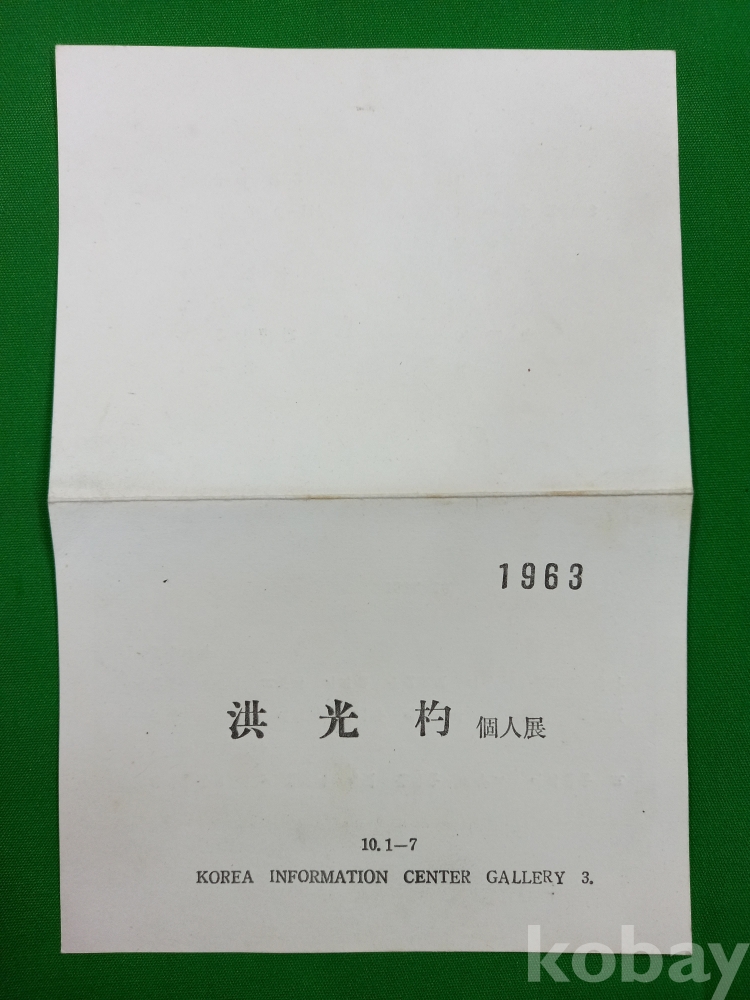 1963
洪光杓 個人展
10.1—7
KOREA INFORMATION CENTER GALLERY 3.
kobay